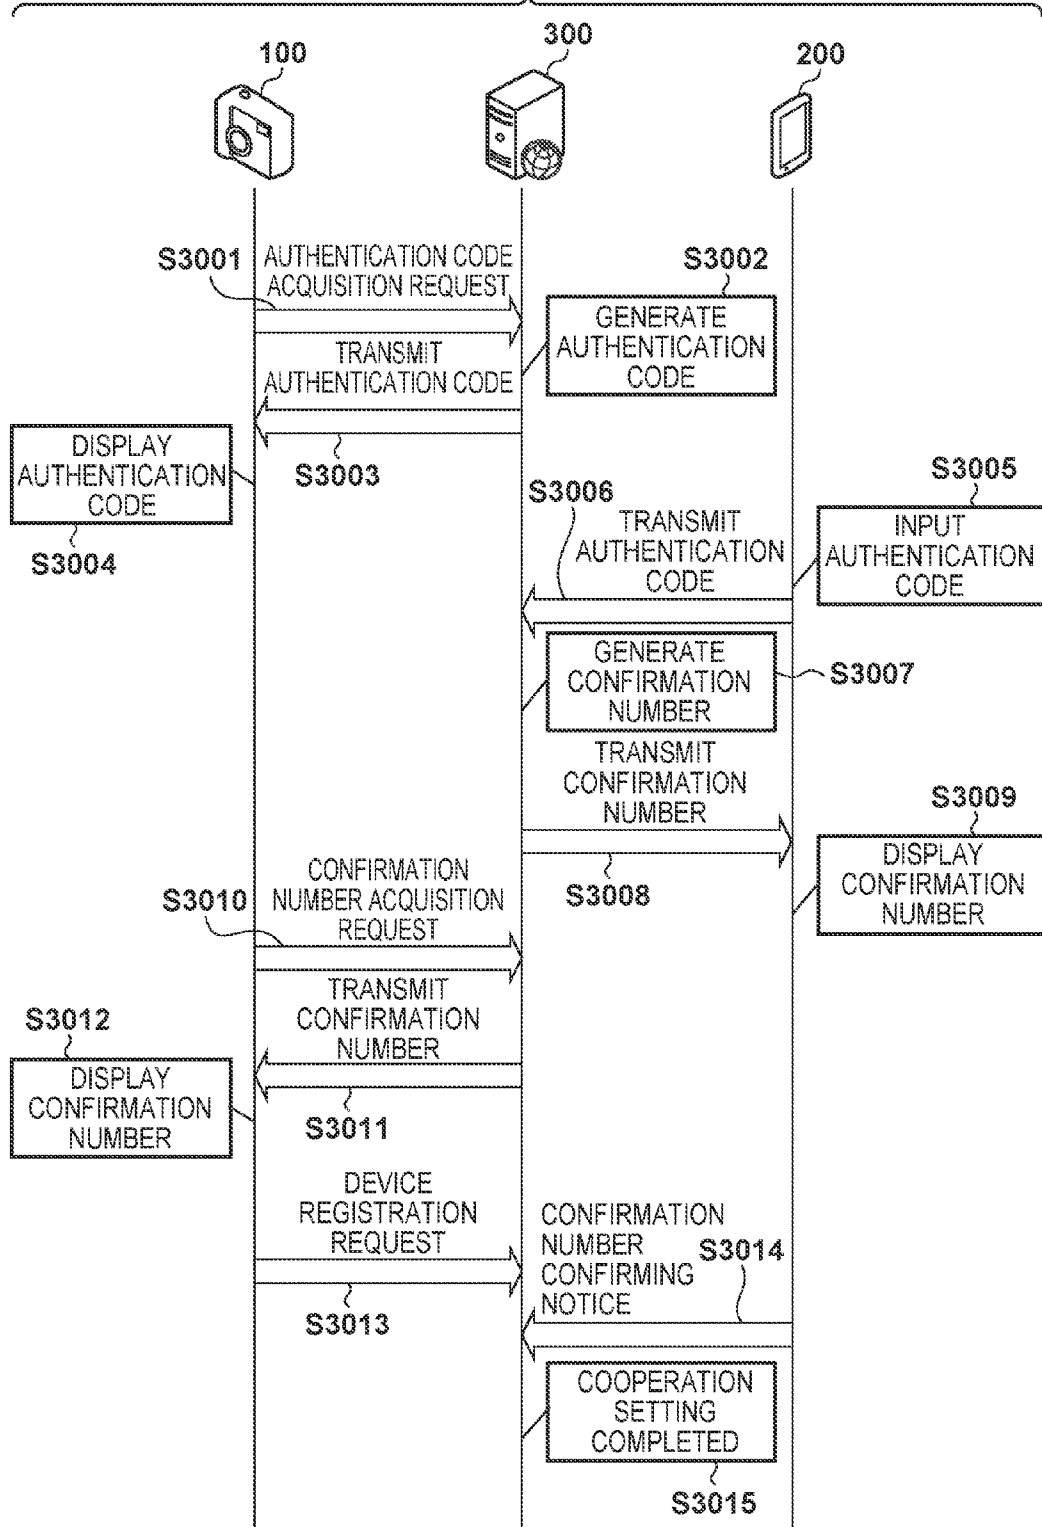 100
300
200
S3001
AUTHENTICATION CODE
ACQUISITION REQUEST
S3002
GENERATE
AUTHENTICATION
CODE
TRANSMIT
AUTHENTICATION CODE
S3003
DISPLAY
AUTHENTICATION
CODE
S3004
S3005
INPUT
AUTHENTICATION
CODE
S3006
TRANSMIT
AUTHENTICATION
CODE
GENERATE
CONFIRMATION
NUMBER
S3007
TRANSMIT
CONFIRMATION
NUMBER
S3008
S3009
DISPLAY
CONFIRMATION
NUMBER
S3010
CONFIRMATION
NUMBER ACQUISITION
REQUEST
TRANSMIT
CONFIRMATION
NUMBER
S3011
S3012
DISPLAY
CONFIRMATION
NUMBER
DEVICE
REGISTRATION
REQUEST
S3013
CONFIRMATION
NUMBER
CONFIRMING
NOTICE
S3014
COOPERATION
SETTING
COMPLETED
S3015